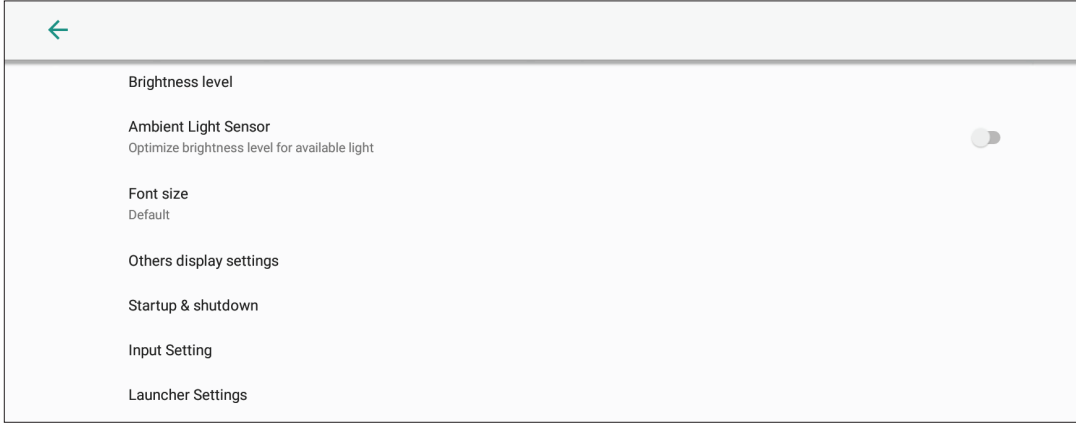 Brightness level
Ambient Light Sensor
Optimize brightness level for available light
Font size
Default
Others display settings
Startup & shutdown
Input Setting
Launcher Settings